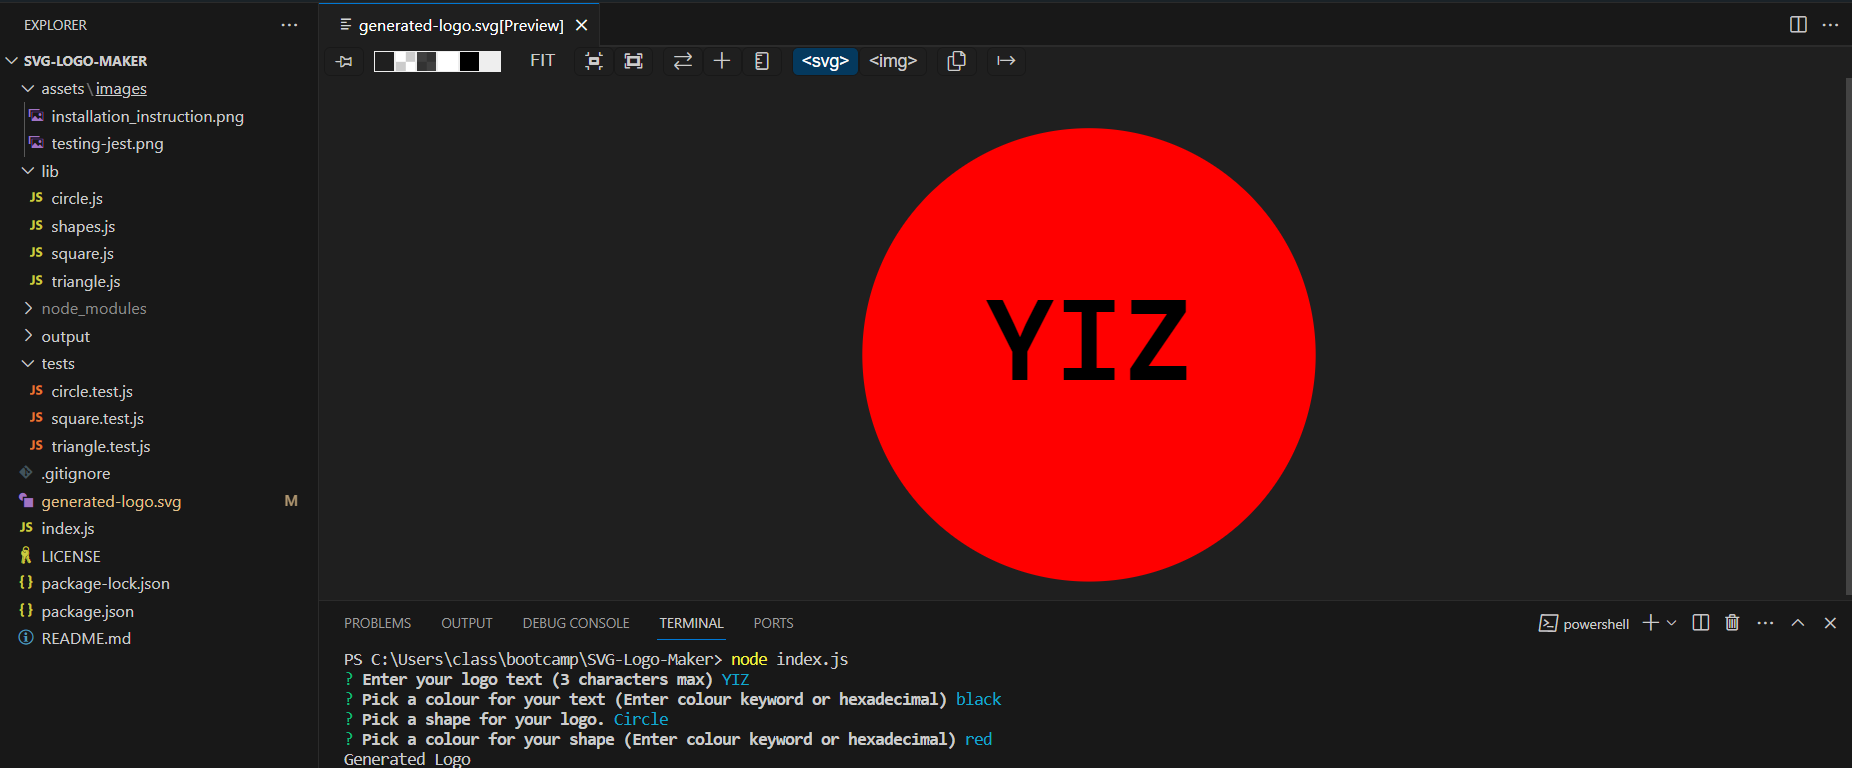 EXPLORER
SVG-LOGO-MAKER
assets\images
installation_instruction.png
testing-jest.png
lib
JS circle.js
JS shapes.js
JS square.js
JS triangle.js
node_modules
output
tests
JS circle.test.js
JS square.test.js
JS triangle.test.js
.gitignore
generated-logo.svg M
JS index.js
LICENSE
{} package-lock.json
{} package.json
README.md
generated-logo.svg[Preview]
FIT <svg> <img>
YIZ
PROBLEMS OUTPUT DEBUG CONSOLE TERMINAL PORTS powershell
PS C:\Users\class\bootcamp\SVG-Logo-Maker> node index.js
? Enter your logo text (3 characters max) YIZ
? Pick a colour for your text (Enter colour keyword or hexadecimal) black
? Pick a shape for your logo. Circle
? Pick a colour for your shape (Enter colour keyword or hexadecimal) red
Generated Logo